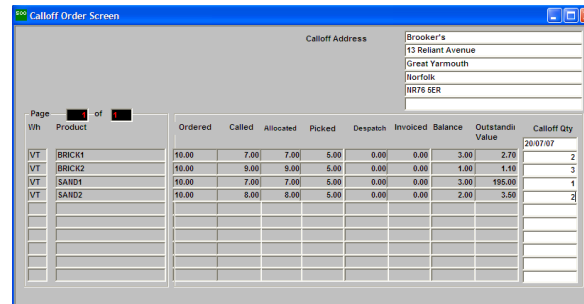 500 Calloff Order Screen
Calloff Address Brooker's
13 Reliant Avenue
Great Yarmouth
Norfolk
NR76 5ER
Page 1 of 1
Wh Product Ordered Called Allocated Picked Despatch Invoiced Balance Outstandin Value Calloff Qty
20/07/07
VT BRICK1 10.00 7.00 7.00 5.00 0.00 0.00 3.00 2.70 2
VT BRICK2 10.00 9.00 9.00 5.00 0.00 0.00 1.00 1.10 3
VT SAND1 10.00 7.00 7.00 5.00 0.00 0.00 3.00 195.00 1
VT SAND2 10.00 8.00 8.00 5.00 0.00 0.00 2.00 3.50 2